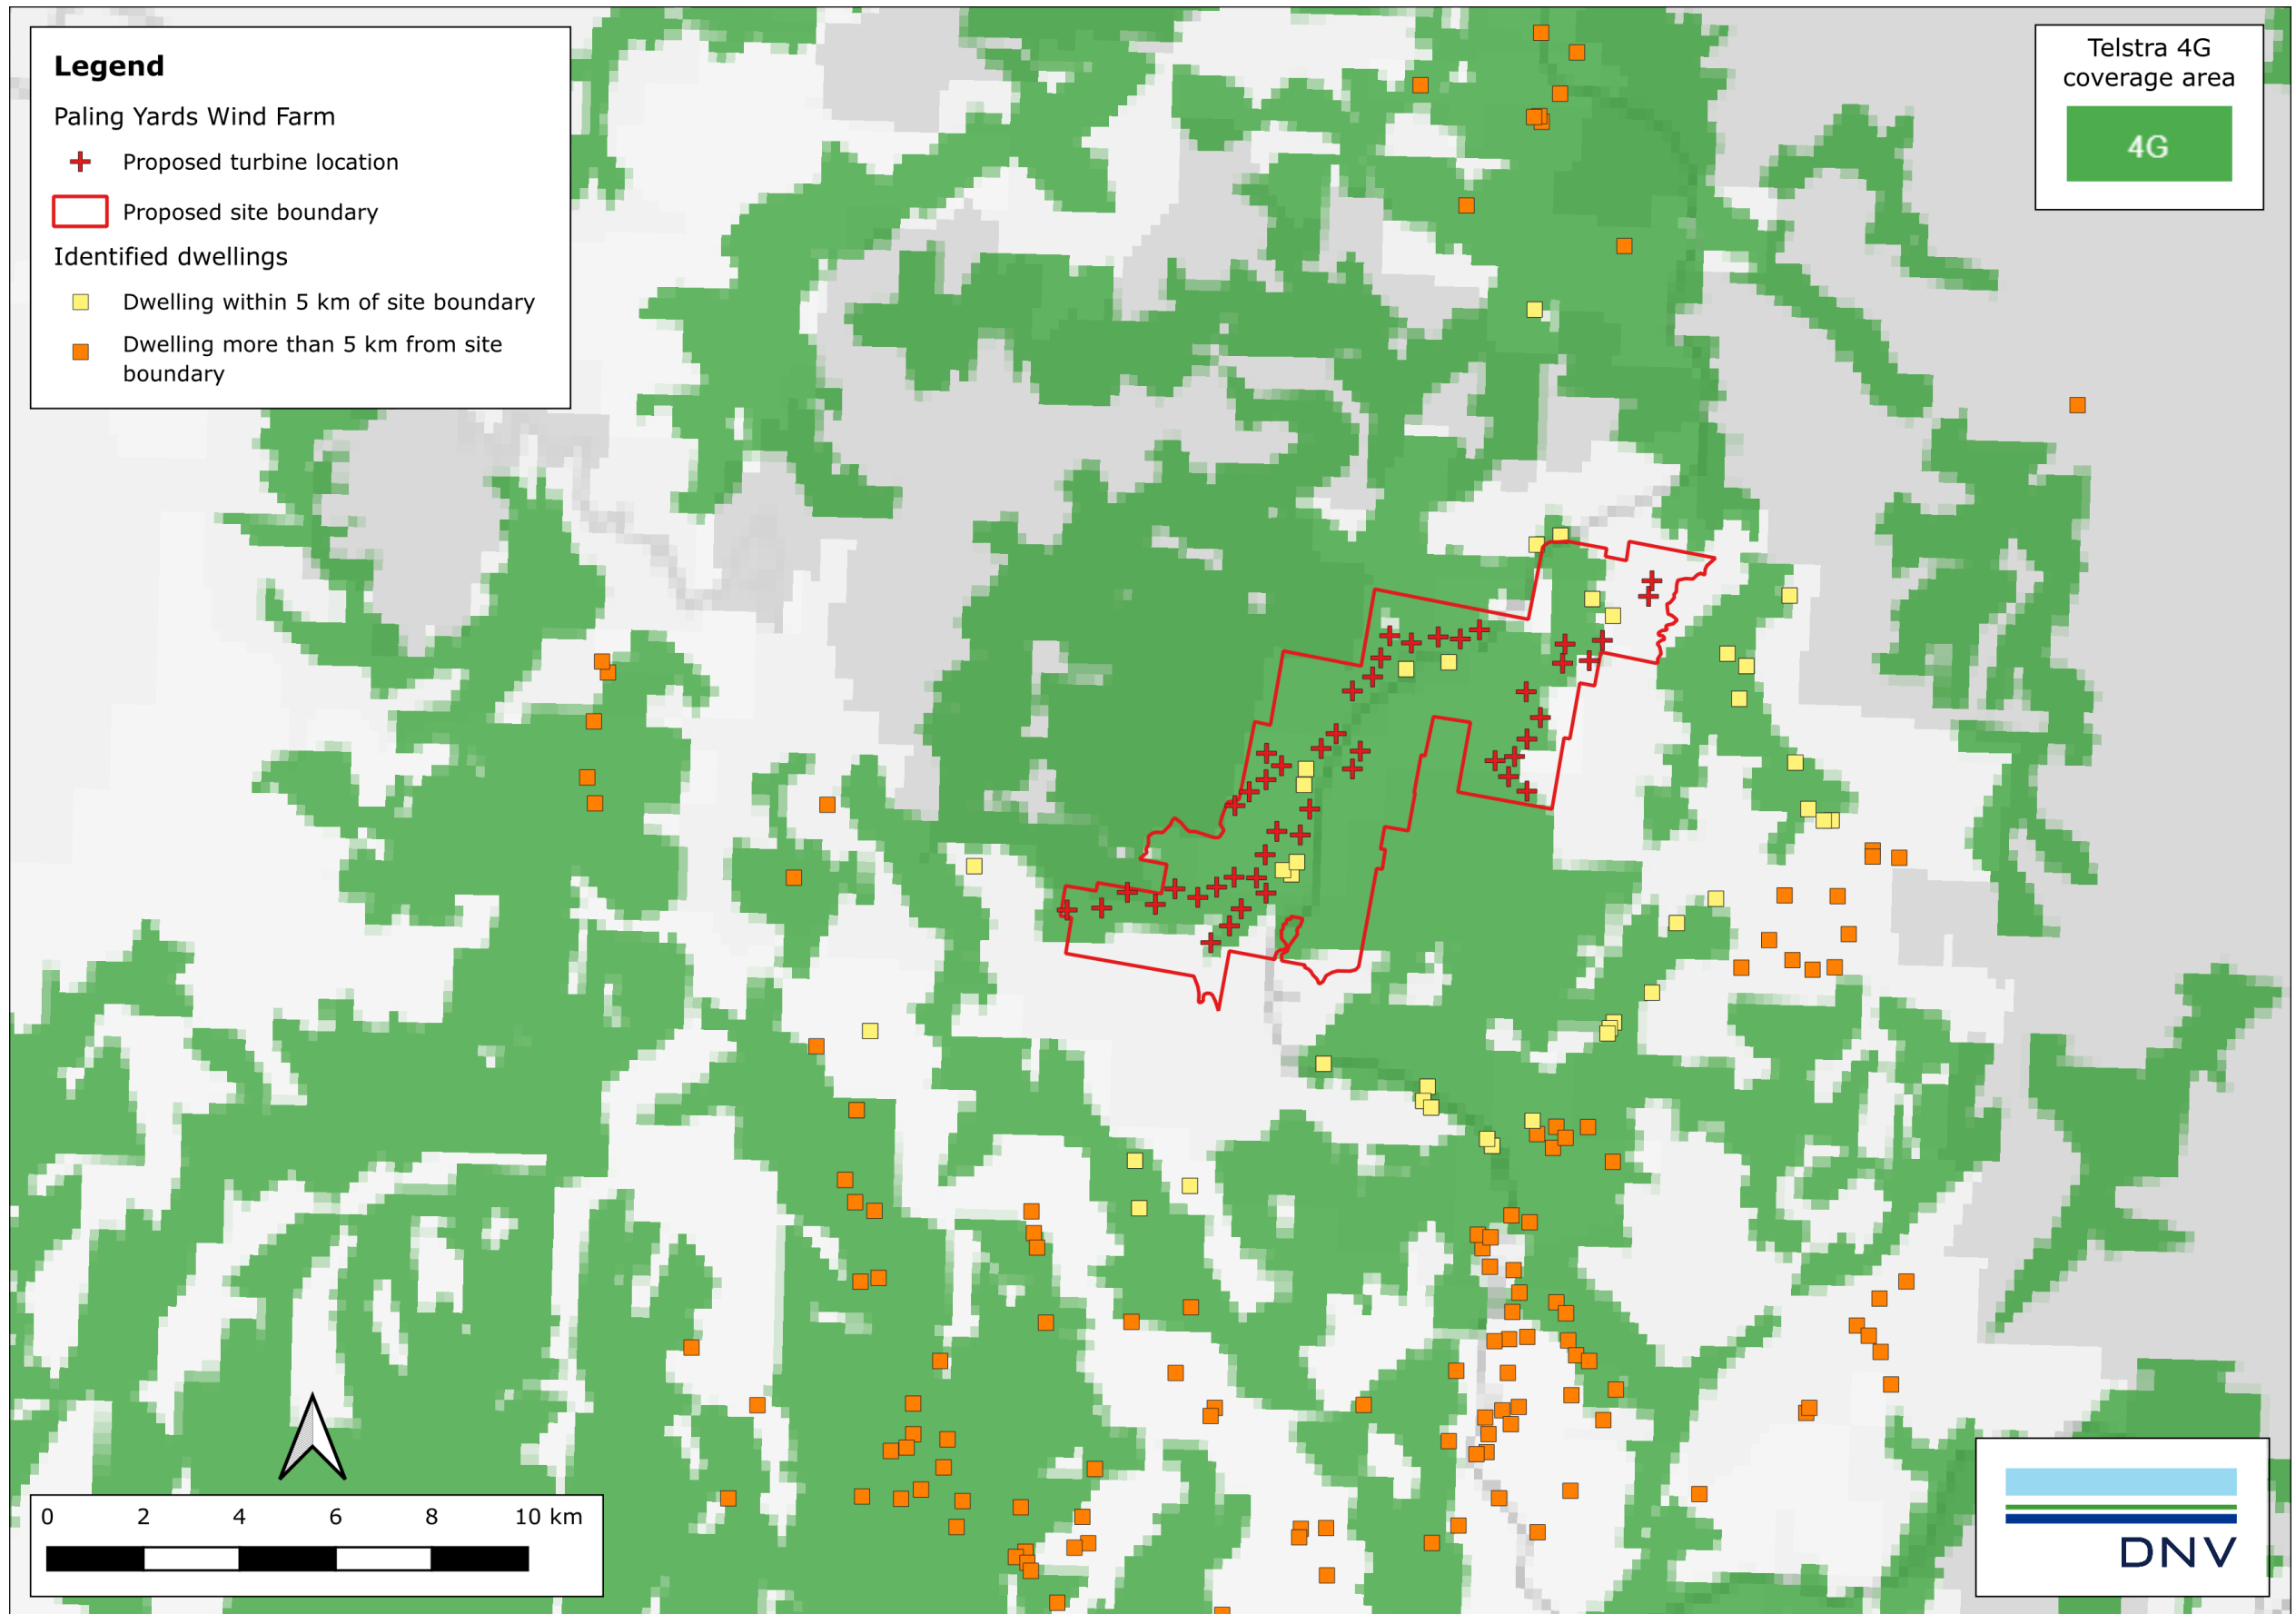 Legend
Paling Yards Wind Farm
Proposed turbine location
Proposed site boundary
Identified dwellings
Dwelling within 5 km of site boundary
Dwelling more than 5 km from site
boundary
Telstra 4G
coverage area
4G
0 2 4 6 8 10 km
DNV